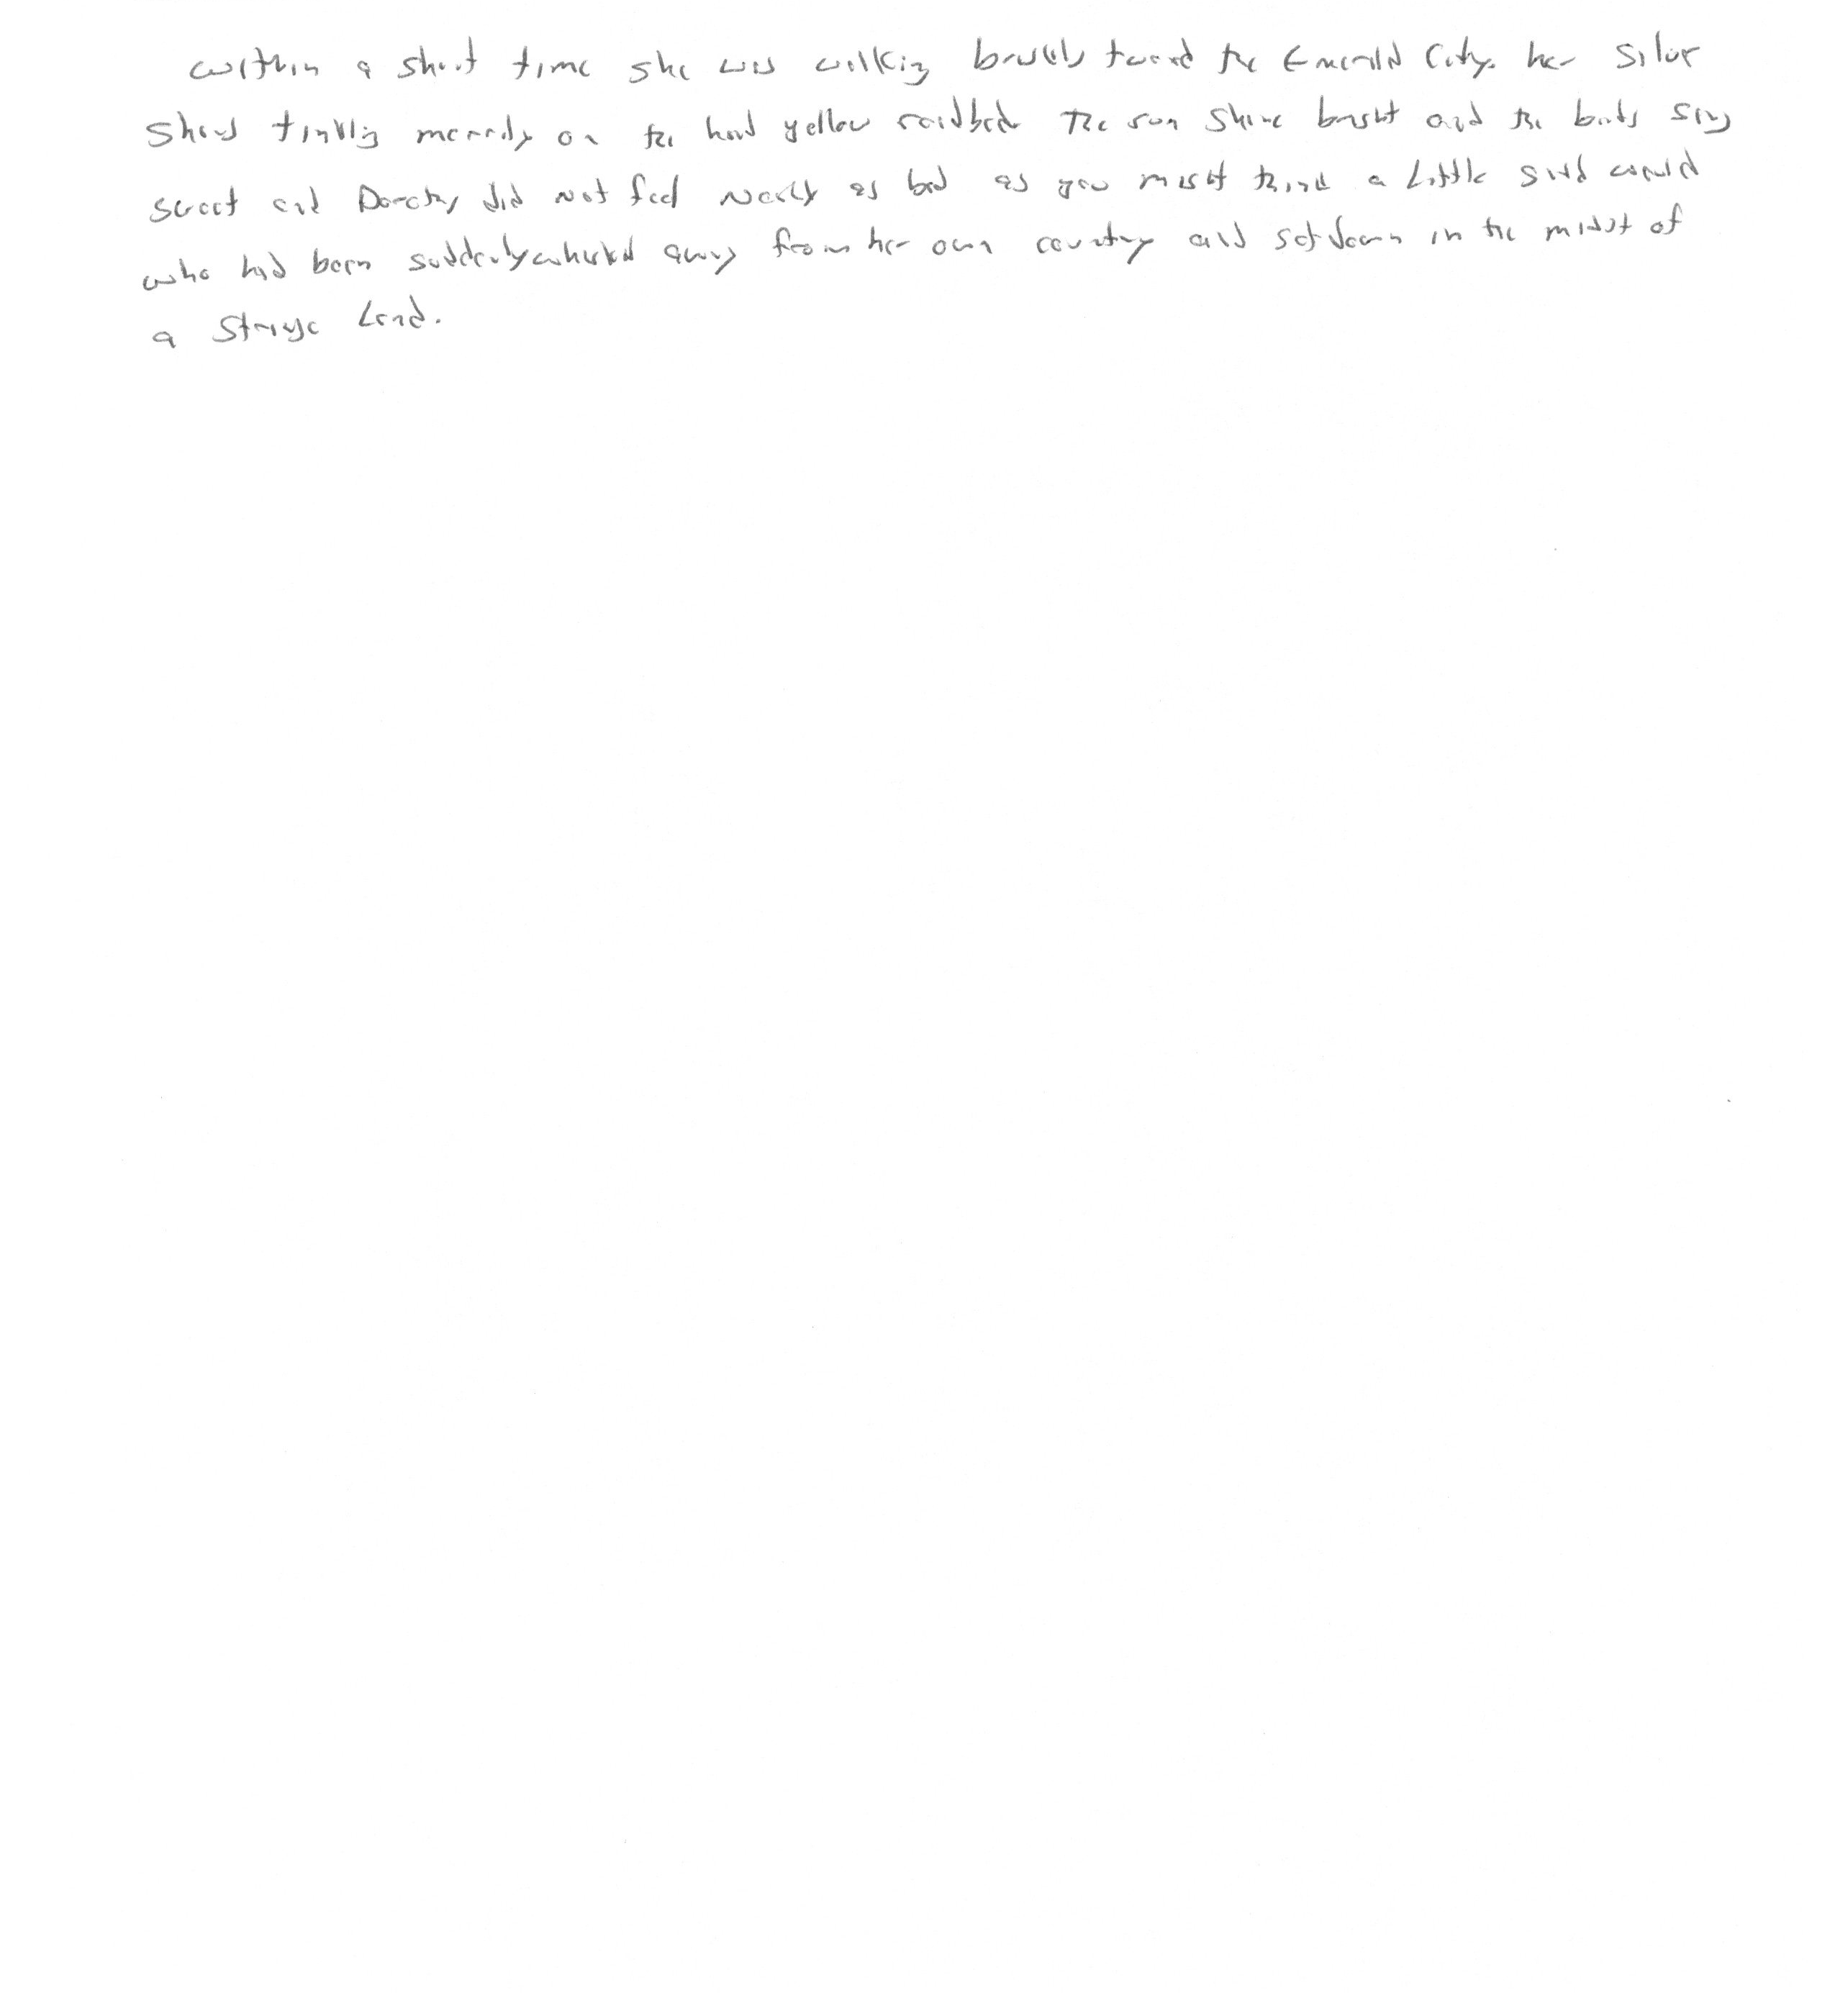 within a short time she was walking briskly toward the Emerald City, her Silver
Shoes tinkling merrily on the hard yellow roadbed. The sun shone bright and the birds sang
sweet and Dorothy did not feel nearly as bad as you might think a little girl would
who had been suddenly whisked away from her own country and set down in the midst of
a strange land.